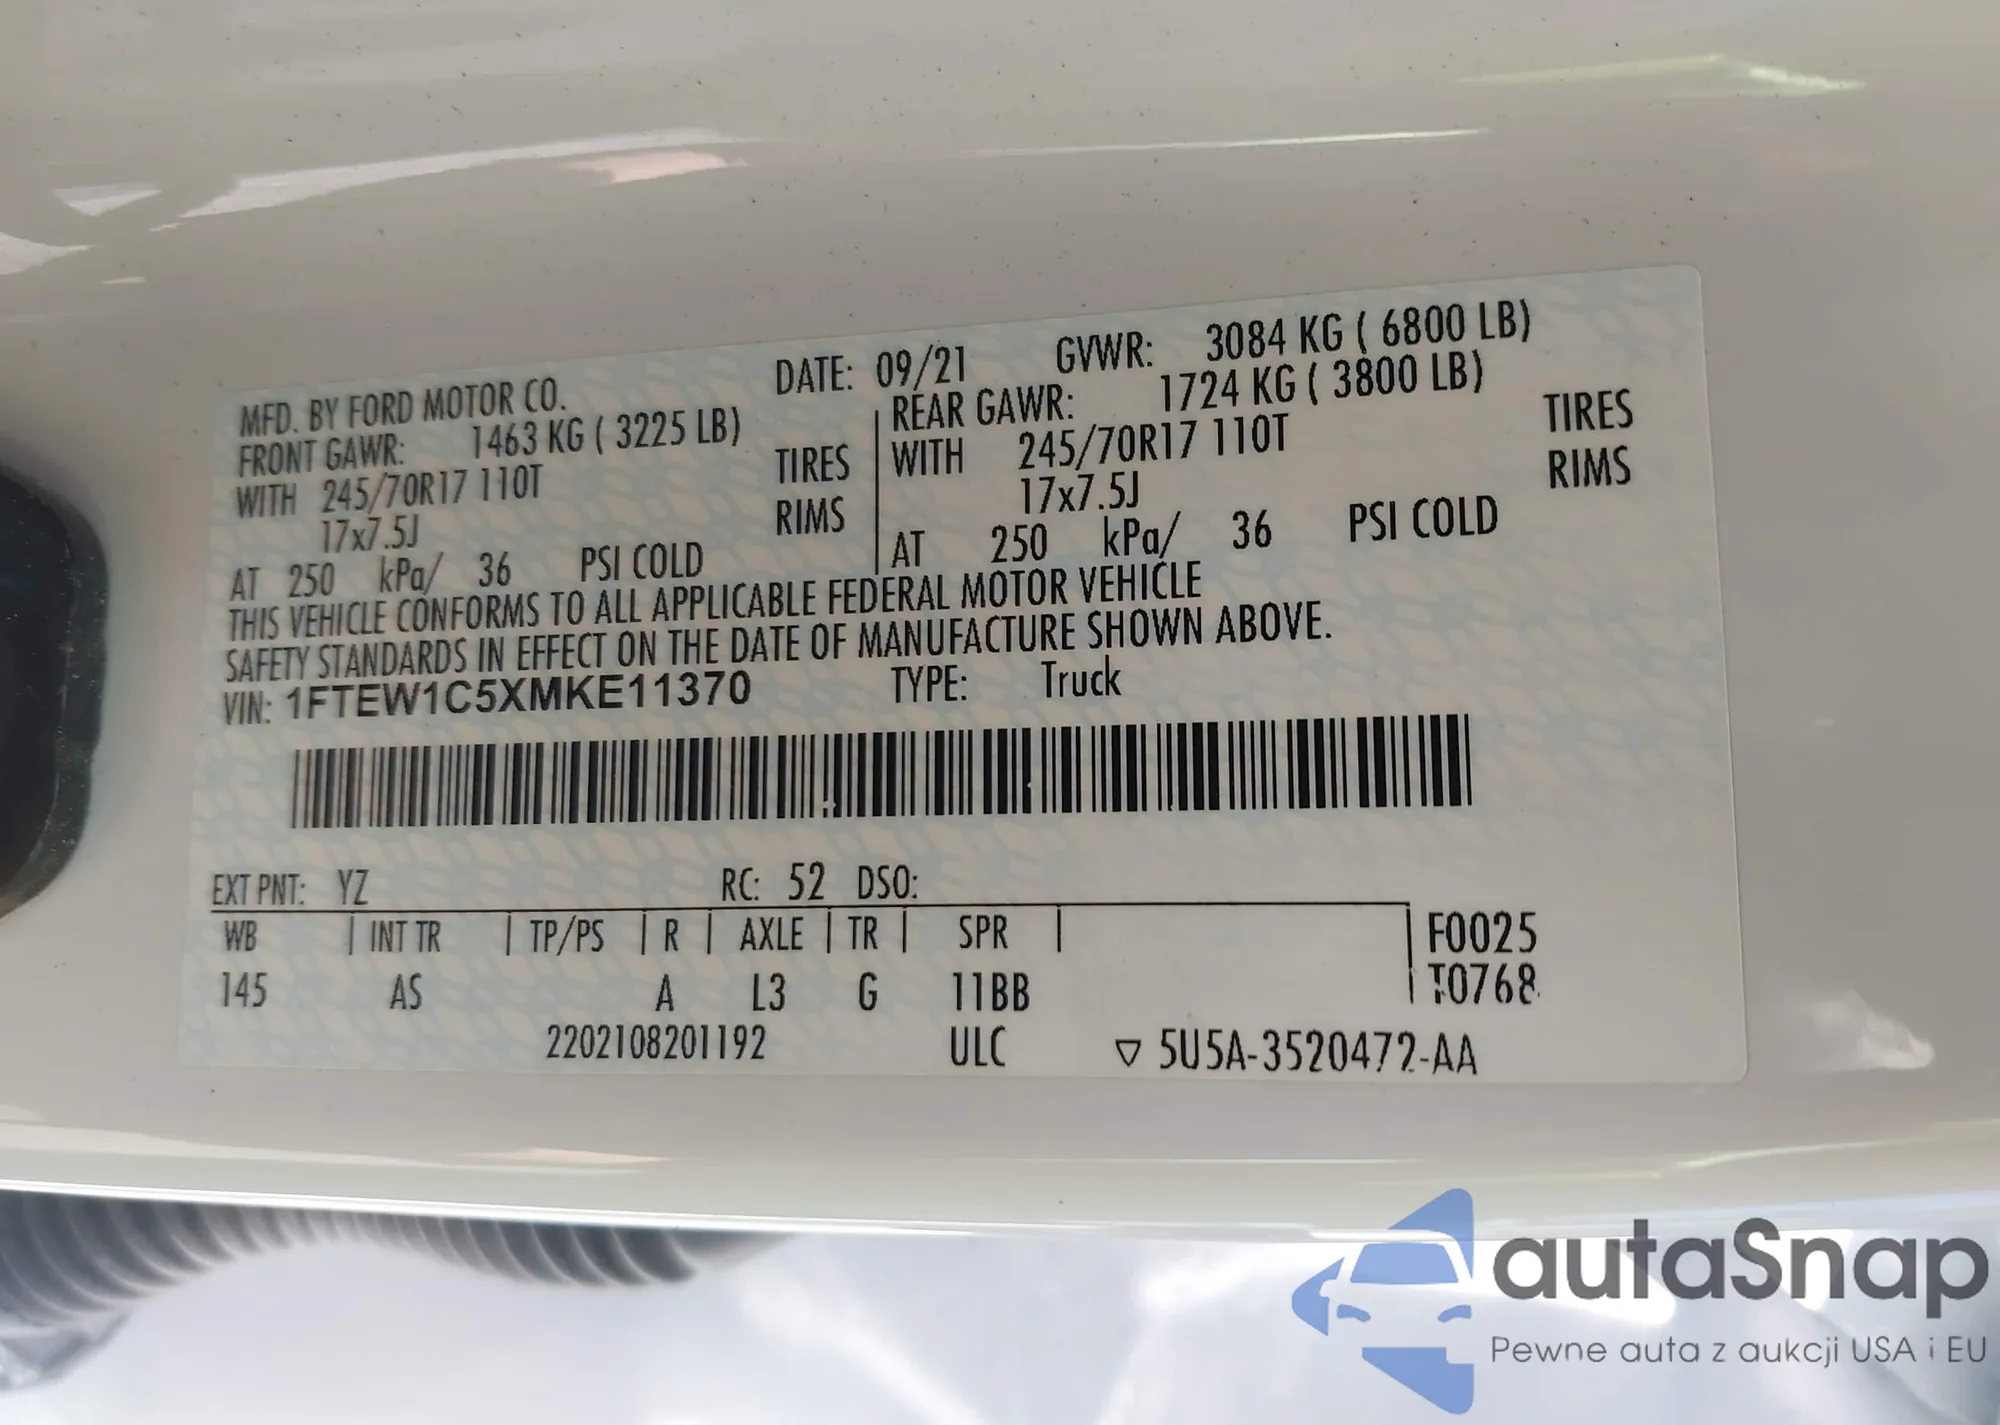 MFD. BY FORD MOTOR CO. DATE: 09/21 GVWR: 3084 KG ( 6800 LB)
FRONT GAWR: 1463 KG ( 3225 LB) REAR GAWR: 1724 KG ( 3800 LB)
WITH 245/70R17 110T TIRES WITH 245/70R17 110T TIRES
17x7.5J RIMS 17x7.5J RIMS
AT 250 kPa/ 36 PSI COLD AT 250 kPa/ 36 PSI COLD
THIS VEHICLE CONFORMS TO ALL APPLICABLE FEDERAL MOTOR VEHICLE
SAFETY STANDARDS IN EFFECT ON THE DATE OF MANUFACTURE SHOWN ABOVE.
VIN: 1FTEW1C5XMKE11370 TYPE: Truck
EXT PNT: YZ RC: 52 DSO:
WB INT TR TP/PS R AXLE TR SPR F0025
145 AS A L3 G 11BB T0768
2202108201192 ULC ▽ 5U5A-3520472-AA
autaSnap
Pewne auta z aukcji USA i EU